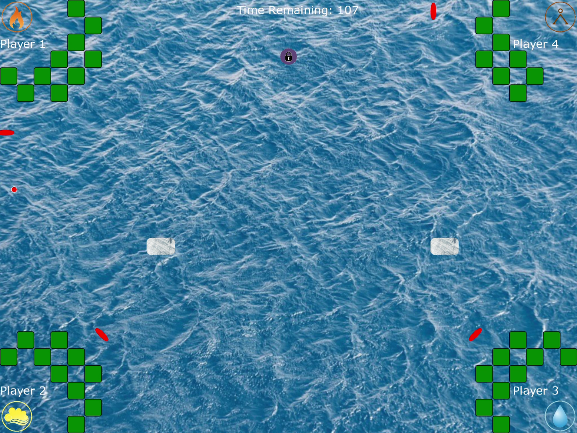 Time Remaining: 107
Player 1
Player 4
Player 2
Player 3